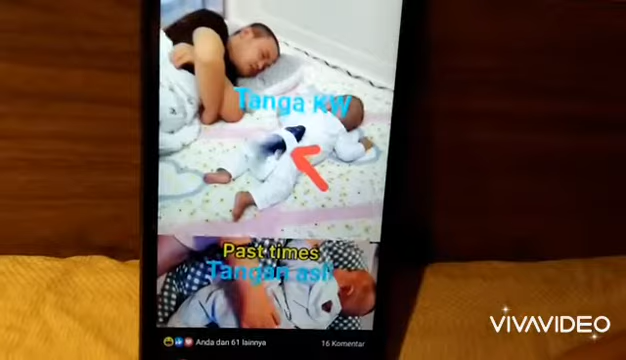 Tanga KW
Past times
Tangan asli
Anda dan 61 lainnya
16 Komentar
VIVAVIDEO